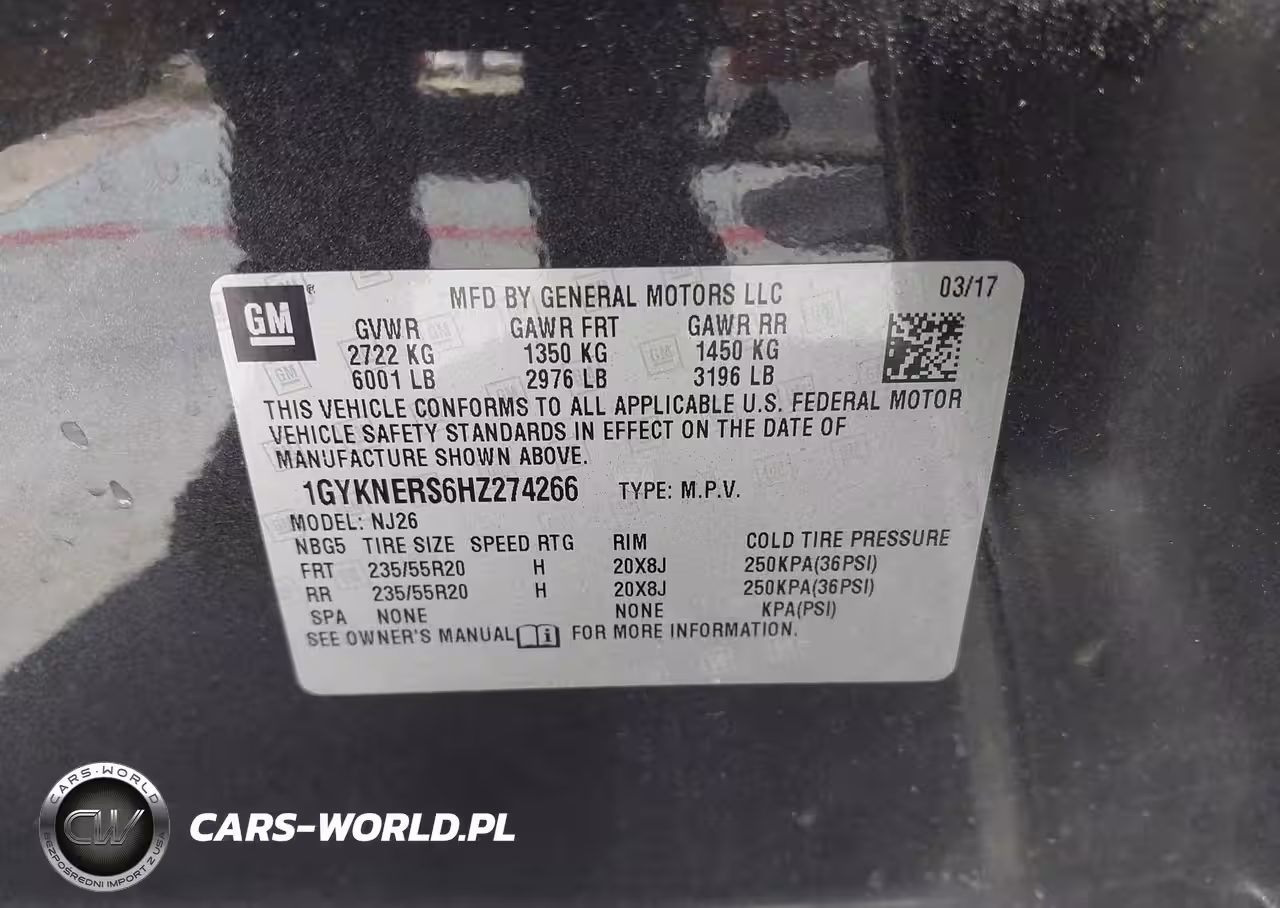 GM
MFD BY GENERAL MOTORS LLC 03/17
GVWR GAWR FRT GAWR RR
2722 KG 1350 KG 1450 KG
6001 LB 2976 LB 3196 LB
THIS VEHICLE CONFORMS TO ALL APPLICABLE U.S. FEDERAL MOTOR
VEHICLE SAFETY STANDARDS IN EFFECT ON THE DATE OF
MANUFACTURE SHOWN ABOVE.
1GYKNERS6HZ274266 TYPE: M.P.V.
MODEL: NJ26
NBG5 TIRE SIZE SPEED RTG RIM COLD TIRE PRESSURE
FRT 235/55R20 H 20X8J 250KPA(36PSI)
RR 235/55R20 H 20X8J 250KPA(36PSI)
SPA NONE NONE KPA(PSI)
SEE OWNER'S MANUAL FOR MORE INFORMATION.
CARS-WORLD
CW
BEZPOŚREDNI IMPORT Z USA
CARS-WORLD.PL